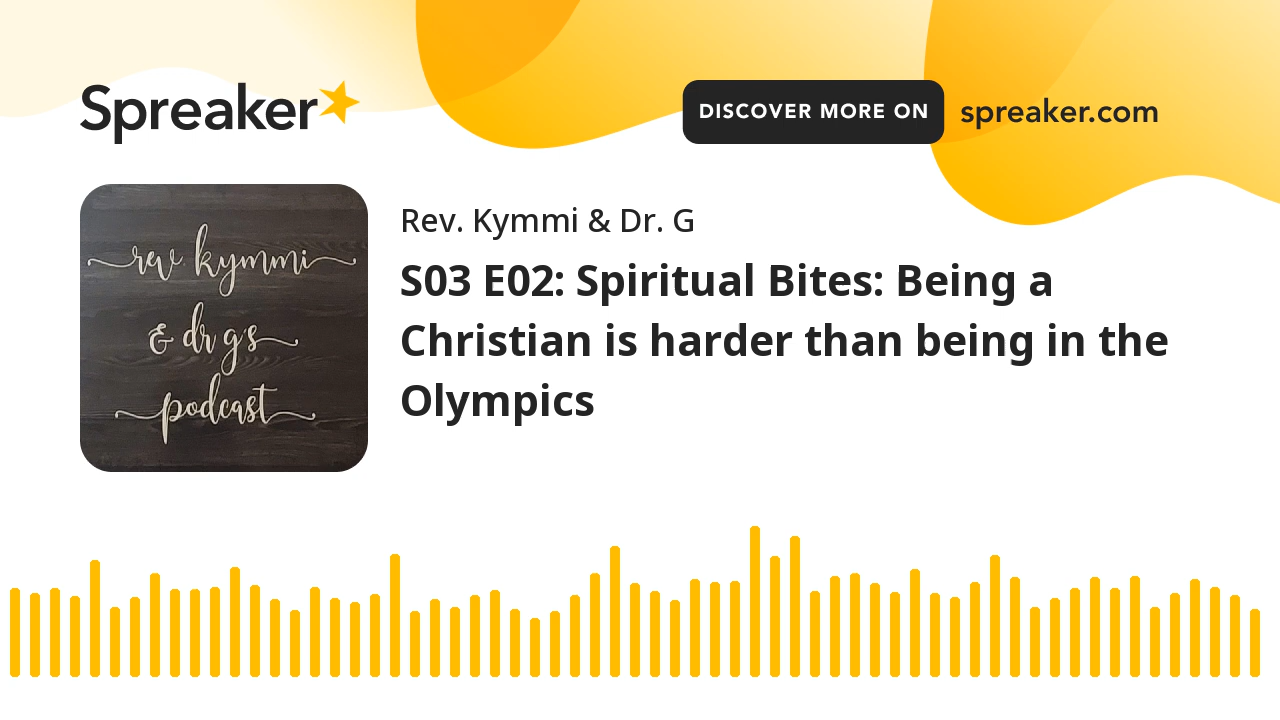 Spreaker
DISCOVER MORE ON
spreaker.com
rev. kymmi
& dr g's
podcast
Rev. Kymmi & Dr. G
S03 E02: Spiritual Bites: Being a
Christian is harder than being in the
Olympics